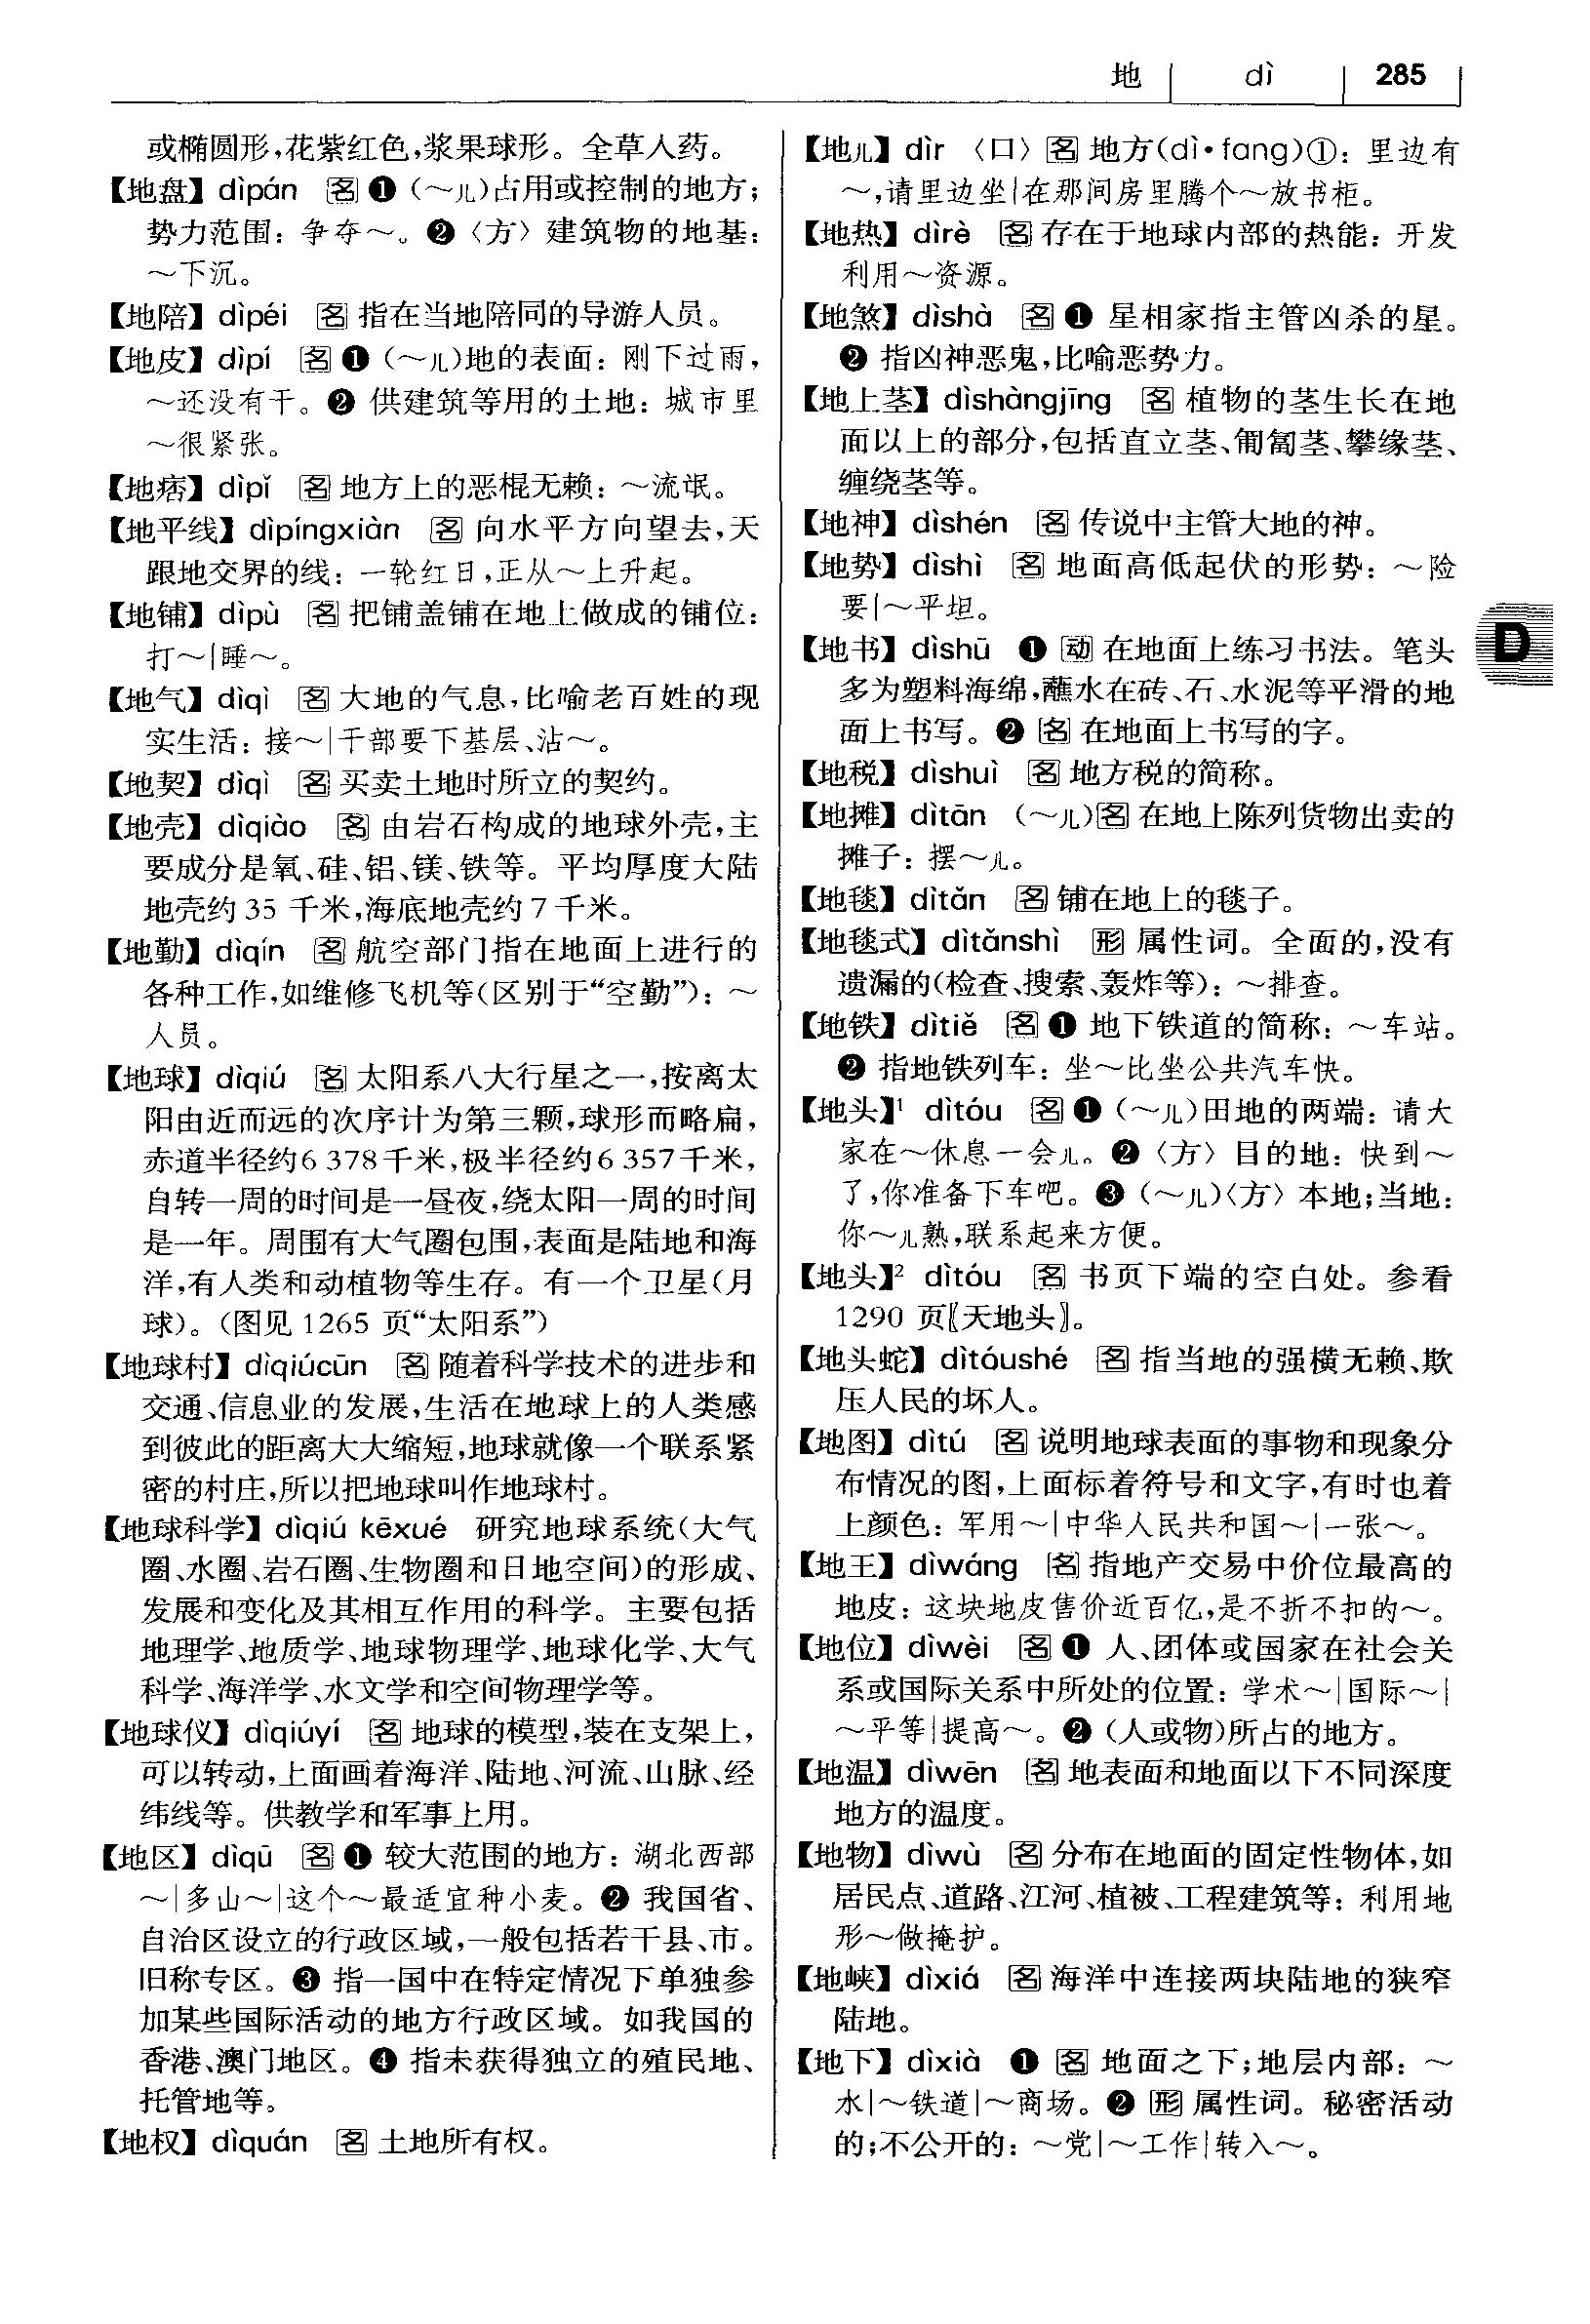 地 dì 285
或椭圆形,花紫红色,浆果球形。全草入药。
【地盘】dìpán 名❶(～儿)占用或控制的地方;
势力范围:争夺～。❷〈方〉建筑物的地基:
～下沉。
【地陪】dìpéi 名 指在当地陪同的导游人员。
【地皮】dìpí 名❶(～儿)地的表面:刚下过雨,
～还没有干。❷ 供建筑等用的土地:城市里
～很紧张。
【地痞】dìpǐ 名 地方上的恶棍无赖:～流氓。
【地平线】dìpíngxiàn 名 向水平方向望去,天
跟地交界的线:一轮红日,正从～上升起。
【地铺】dìpù 名 把铺盖铺在地上做成的铺位:
打～|睡～。
【地气】dìqì 名 大地的气息,比喻老百姓的现
实生活:接～|干部要下基层、沾～。
【地契】dìqì 名 买卖土地时所立的契约。
【地壳】dìqiào 名 由岩石构成的地球外壳,主
要成分是氧、硅、铝、镁、铁等。平均厚度大陆
地壳约 35 千米,海底地壳约 7 千米。
【地勤】dìqín 名 航空部门指在地面上进行的
各种工作,如维修飞机等(区别于“空勤”):～
人员。
【地球】dìqiú 名 太阳系八大行星之一,按离太
阳由近而远的次序计为第三颗,球形而略扁,
赤道半径约6 378千米,极半径约6 357千米,
自转一周的时间是一昼夜,绕太阳一周的时间
是一年。周围有大气圈包围,表面是陆地和海
洋,有人类和动植物等生存。有一个卫星(月
球)。(图见 1265 页“太阳系”)
【地球村】dìqiúcūn 名 随着科学技术的进步和
交通、信息业的发展,生活在地球上的人类感
到彼此的距离大大缩短,地球就像一个联系紧
密的村庄,所以把地球叫作地球村。
【地球科学】dìqiú kēxué 研究地球系统(大气
圈、水圈、岩石圈、生物圈和日地空间)的形成、
发展和变化及其相互作用的科学。主要包括
地理学、地质学、地球物理学、地球化学、大气
科学、海洋学、水文学和空间物理学等。
【地球仪】dìqiúyí 名 地球的模型,装在支架上,
可以转动,上面画着海洋、陆地、河流、山脉、经
纬线等。供教学和军事上用。
【地区】dìqū 名❶ 较大范围的地方:湖北西部
～|多山～|这个～最适宜种小麦。❷ 我国省、
自治区设立的行政区域,一般包括若干县、市。
旧称专区。❸ 指一国中在特定情况下单独参
加某些国际活动的地方行政区域。如我国的
香港、澳门地区。❹ 指未获得独立的殖民地、
托管地等。
【地权】dìquán 名 土地所有权。
【地儿】dìr 〈口〉名 地方(dì•fang)①:里边有
～,请里边坐|在那间房里腾个～放书柜。
【地热】dìrè 名 存在于地球内部的热能:开发
利用～资源。
【地煞】dìshà 名❶ 星相家指主管凶杀的星。
❷ 指凶神恶鬼,比喻恶势力。
【地上茎】dìshàngjīng 名 植物的茎生长在地
面以上的部分,包括直立茎、匍匐茎、攀缘茎、
缠绕茎等。
【地神】dìshén 名 传说中主管大地的神。
【地势】dìshì 名 地面高低起伏的形势:～险
要|～平坦。
【地书】dìshū ❶动 在地面上练习书法。笔头
多为塑料海绵,蘸水在砖、石、水泥等平滑的地
面上书写。❷名 在地面上书写的字。
【地税】dìshuì 名 地方税的简称。
【地摊】dìtān (～儿)名 在地上陈列货物出卖的
摊子:摆～儿。
【地毯】dìtǎn 名 铺在地上的毯子。
【地毯式】dìtǎnshì 形 属性词。全面的,没有
遗漏的(检查、搜索、轰炸等):～排查。
【地铁】dìtiě 名❶ 地下铁道的简称:～车站。
❷ 指地铁列车:坐～比坐公共汽车快。
【地头】¹ dìtóu 名❶(～儿)田地的两端:请大
家在～休息一会儿。❷〈方〉目的地:快到～
了,你准备下车吧。❸(～儿)〈方〉本地;当地:
你～儿熟,联系起来方便。
【地头】² dìtóu 名 书页下端的空白处。参看
1290 页〖天地头〗。
【地头蛇】dìtóushé 名 指当地的强横无赖、欺
压人民的坏人。
【地图】dìtú 名 说明地球表面的事物和现象分
布情况的图,上面标着符号和文字,有时也着
上颜色:军用～|中华人民共和国～|一张～。
【地王】dìwáng 名 指地产交易中价位最高的
地皮:这块地皮售价近百亿,是不折不扣的～。
【地位】dìwèi 名❶ 人、团体或国家在社会关
系或国际关系中所处的位置:学术～|国际～|
～平等|提高～。❷(人或物)所占的地方。
【地温】dìwēn 名 地表面和地面以下不同深度
地方的温度。
【地物】dìwù 名 分布在地面的固定性物体,如
居民点、道路、江河、植被、工程建筑等:利用地
形～做掩护。
【地峡】dìxiá 名 海洋中连接两块陆地的狭窄
陆地。
【地下】dìxià ❶名 地面之下;地层内部:～
水|～铁道|～商场。❷形 属性词。秘密活动
的;不公开的:～党|～工作|转入～。
D